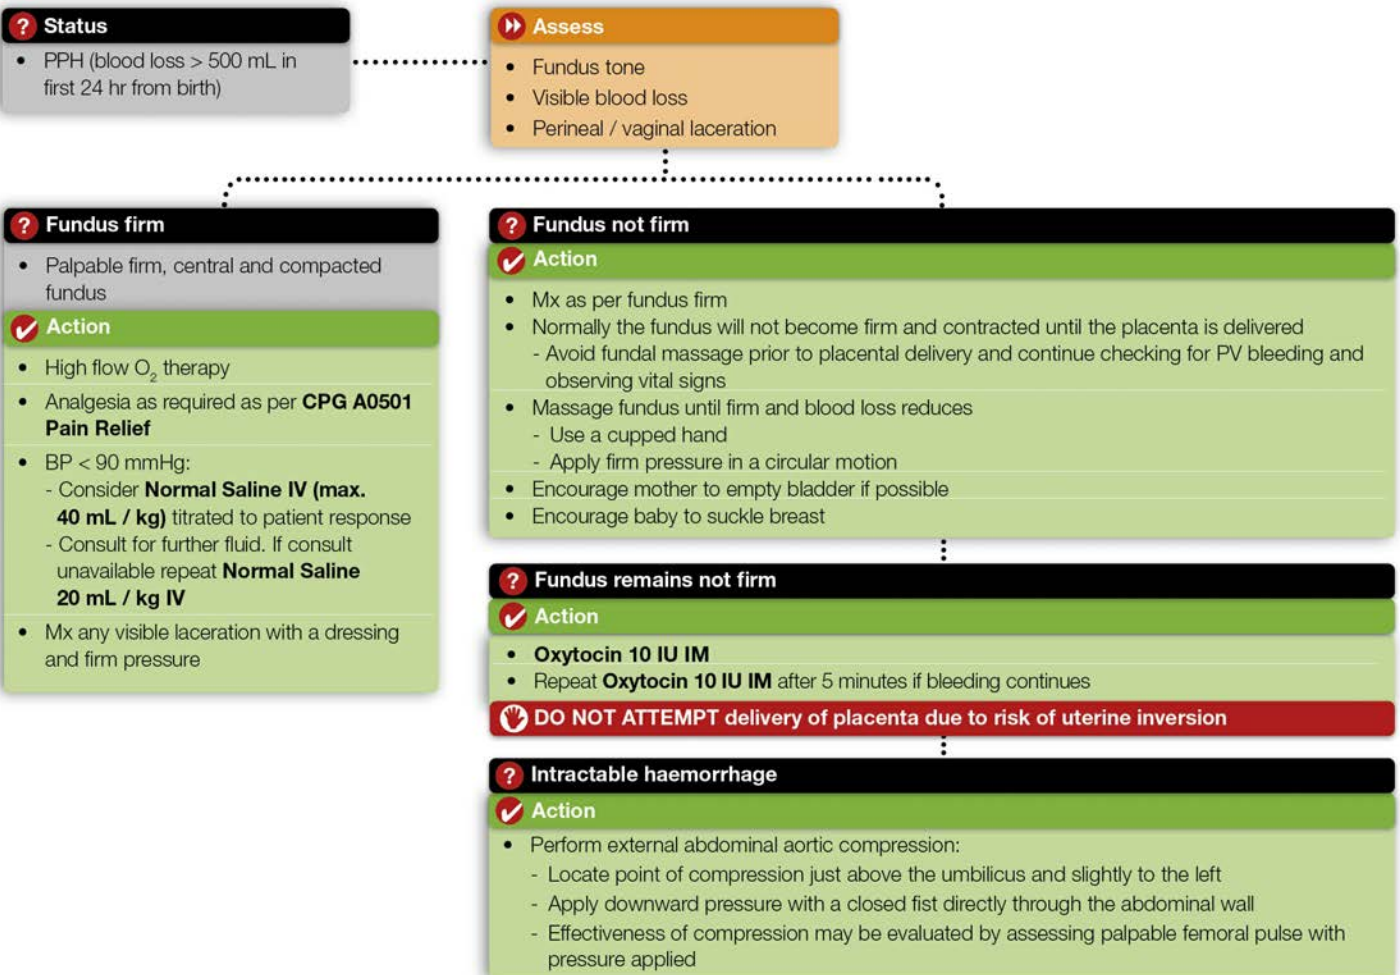 Status
• PPH (blood loss > 500 mL in
first 24 hr from birth)
Assess
• Fundus tone
• Visible blood loss
• Perineal / vaginal laceration
Fundus firm
• Palpable firm, central and compacted
fundus
Action
• High flow O₂ therapy
• Analgesia as required as per CPG A0501
Pain Relief
• BP < 90 mmHg:
- Consider Normal Saline IV (max.
40 mL / kg) titrated to patient response
- Consult for further fluid. If consult
unavailable repeat Normal Saline
20 mL / kg IV
• Mx any visible laceration with a dressing
and firm pressure
Fundus not firm
Action
• Mx as per fundus firm
• Normally the fundus will not become firm and contracted until the placenta is delivered
- Avoid fundal massage prior to placental delivery and continue checking for PV bleeding and
observing vital signs
• Massage fundus until firm and blood loss reduces
- Use a cupped hand
- Apply firm pressure in a circular motion
• Encourage mother to empty bladder if possible
• Encourage baby to suckle breast
Fundus remains not firm
Action
• Oxytocin 10 IU IM
• Repeat Oxytocin 10 IU IM after 5 minutes if bleeding continues
DO NOT ATTEMPT delivery of placenta due to risk of uterine inversion
Intractable haemorrhage
Action
• Perform external abdominal aortic compression:
- Locate point of compression just above the umbilicus and slightly to the left
- Apply downward pressure with a closed fist directly through the abdominal wall
- Effectiveness of compression may be evaluated by assessing palpable femoral pulse with
pressure applied